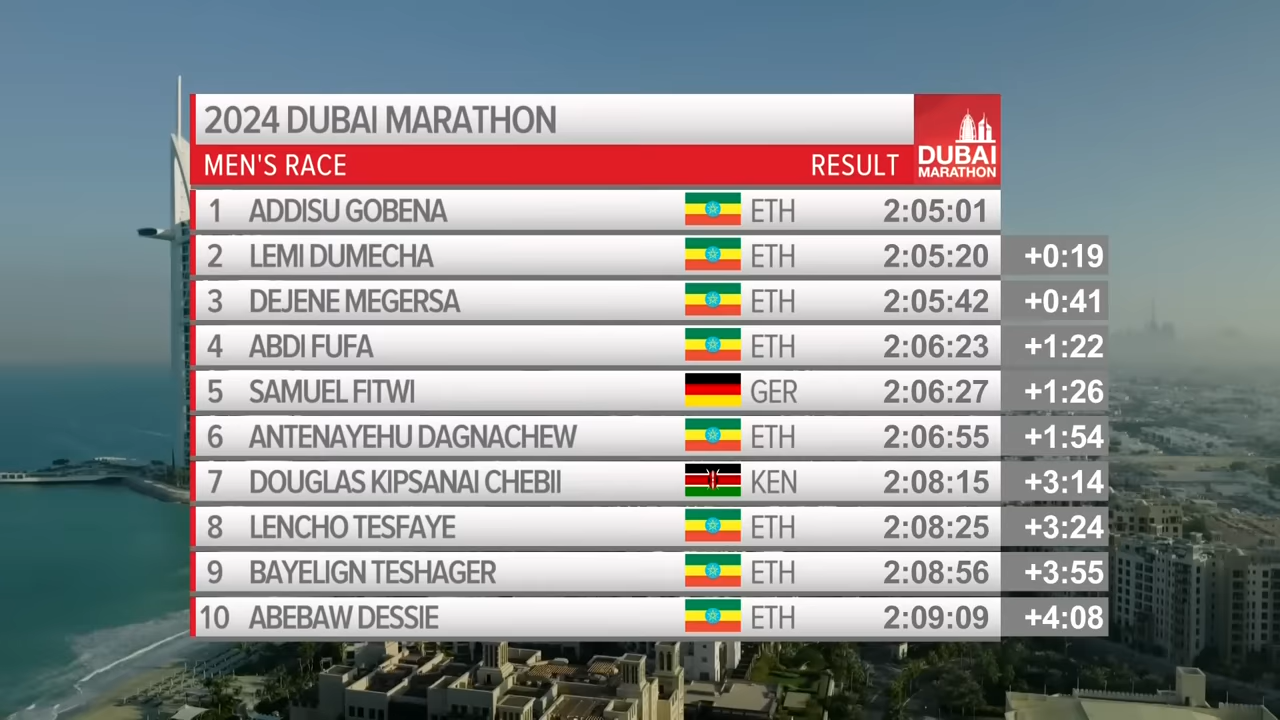 2024 DUBAI MARATHON
DUBAI
MARATHON
MEN'S RACE RESULT
1 ADDISU GOBENA ETH 2:05:01
2 LEMI DUMECHA ETH 2:05:20 +0:19
3 DEJENE MEGERSA ETH 2:05:42 +0:41
4 ABDI FUFA ETH 2:06:23 +1:22
5 SAMUEL FITWI GER 2:06:27 +1:26
6 ANTENAYEHU DAGNACHEW ETH 2:06:55 +1:54
7 DOUGLAS KIPSANAI CHEBII KEN 2:08:15 +3:14
8 LENCHO TESFAYE ETH 2:08:25 +3:24
9 BAYELIGN TESHAGER ETH 2:08:56 +3:55
10 ABEBAW DESSIE ETH 2:09:09 +4:08